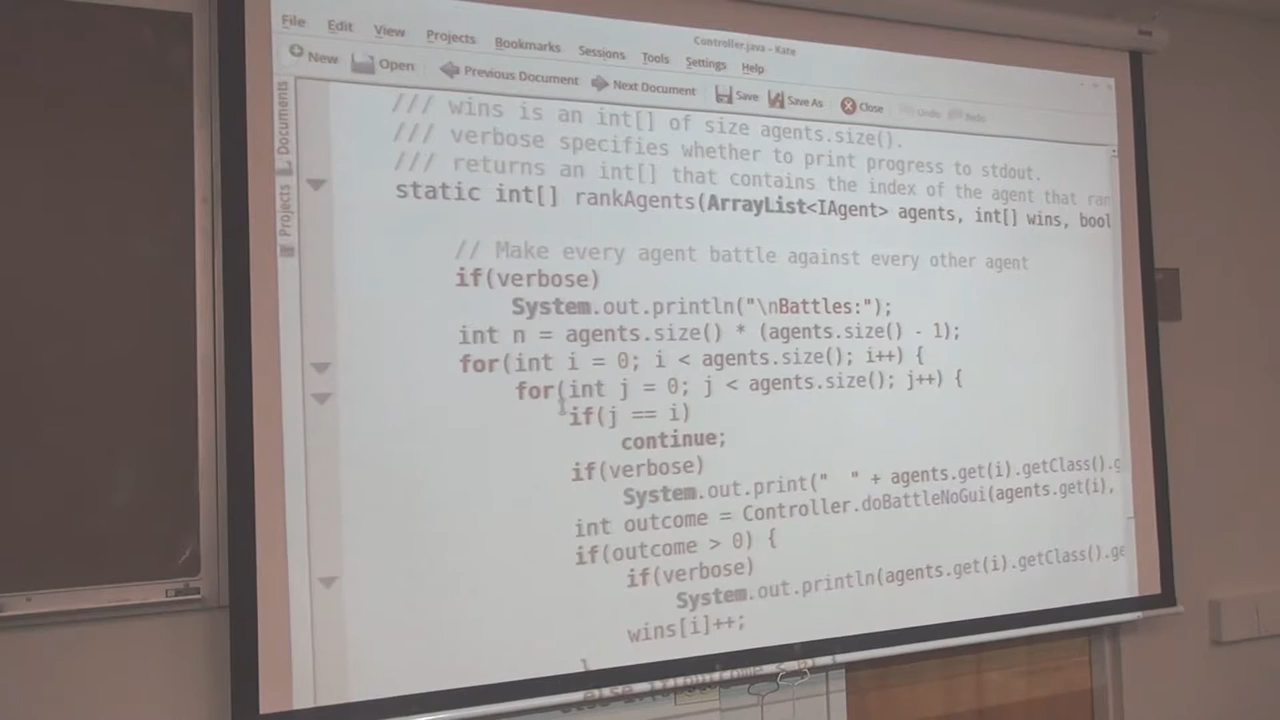 Controller.java – Kate
File Edit View Projects Bookmarks Sessions Tools Settings Help
New Open Previous Document Next Document Save Save As Close Undo Redo
Documents
Projects
/// wins is an int[] of size agents.size().
/// verbose specifies whether to print progress to stdout.
/// returns an int[] that contains the index of the agent that ran
static int[] rankAgents(ArrayList<IAgent> agents, int[] wins, bool
// Make every agent battle against every other agent
if(verbose)
System.out.println("\nBattles:");
int n = agents.size() * (agents.size() - 1);
for(int i = 0; i < agents.size(); i++) {
for(int j = 0; j < agents.size(); j++) {
if(j == i)
continue;
if(verbose)
System.out.print("  " + agents.get(i).getClass().g
int outcome = Controller.doBattleNoGui(agents.get(i),
if(outcome > 0) {
if(verbose)
System.out.println(agents.get(i).getClass().ge
wins[i]++;